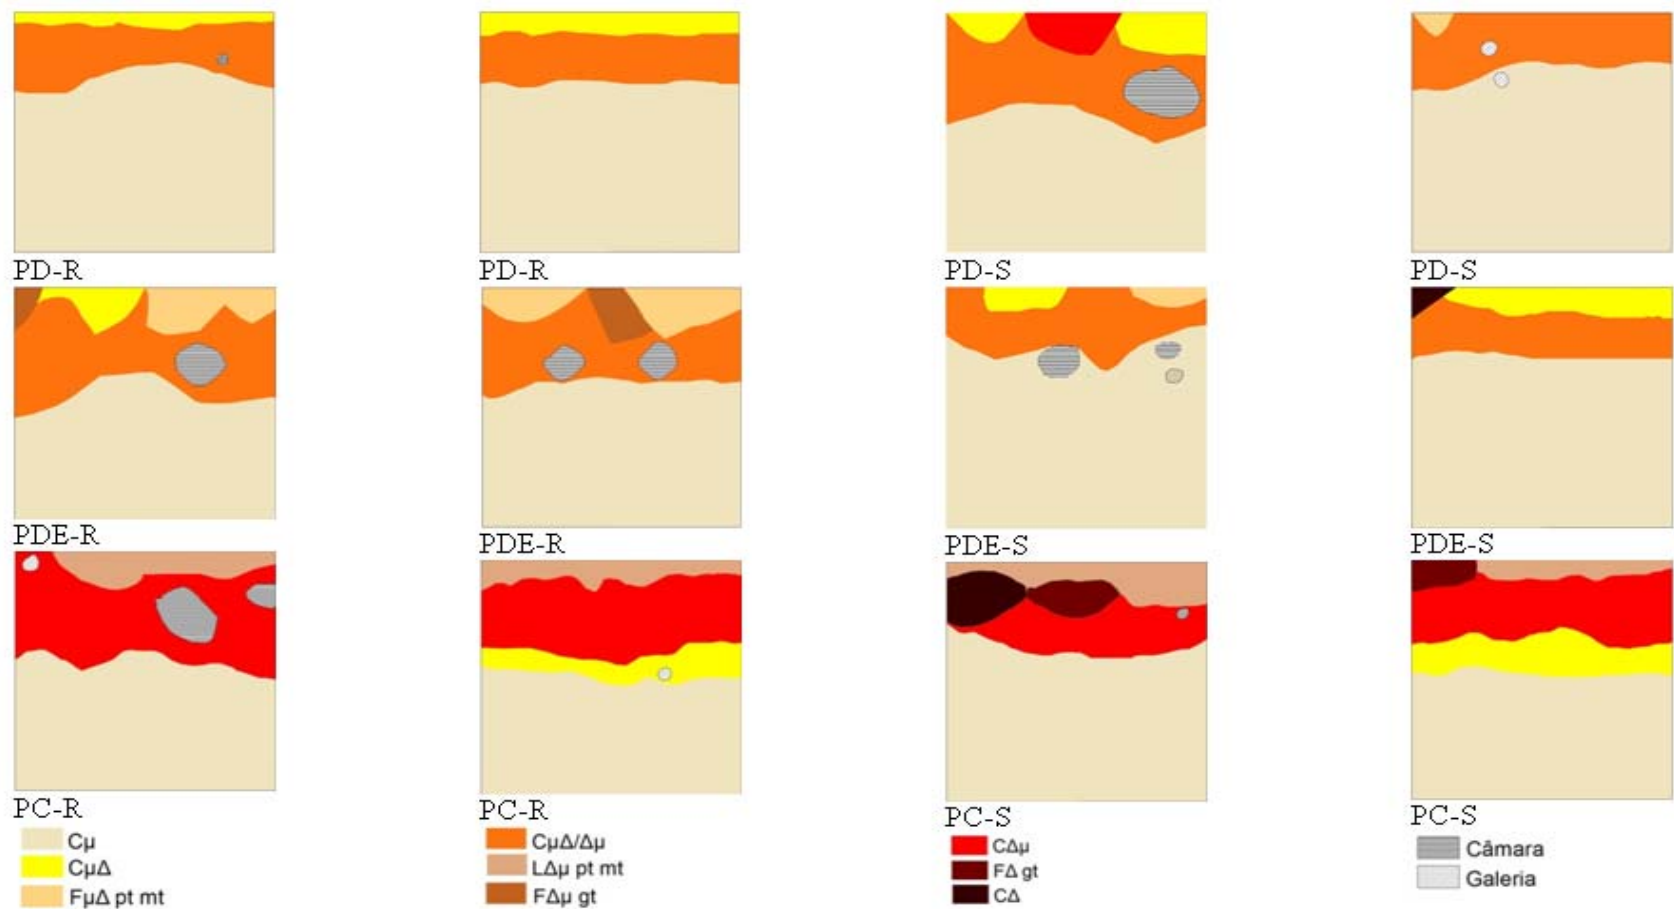 PD-R
PD-R
PD-S
PD-S
PDE-R
PDE-R
PDE-S
PDE-S
PC-R
PC-R
PC-S
PC-S
Cμ
CμΔ
FμΔ pt mt
CμΔ/Δμ
LΔμ pt mt
FΔμ gt
CΔμ
FΔ gt
CΔ
Câmara
Galeria